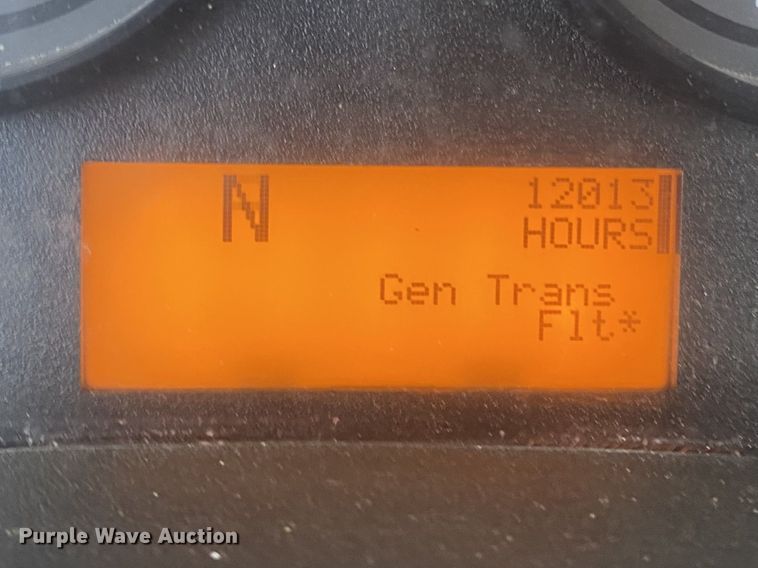 N
12013
HOURS
Gen Trans
Flt*
Purple Wave Auction